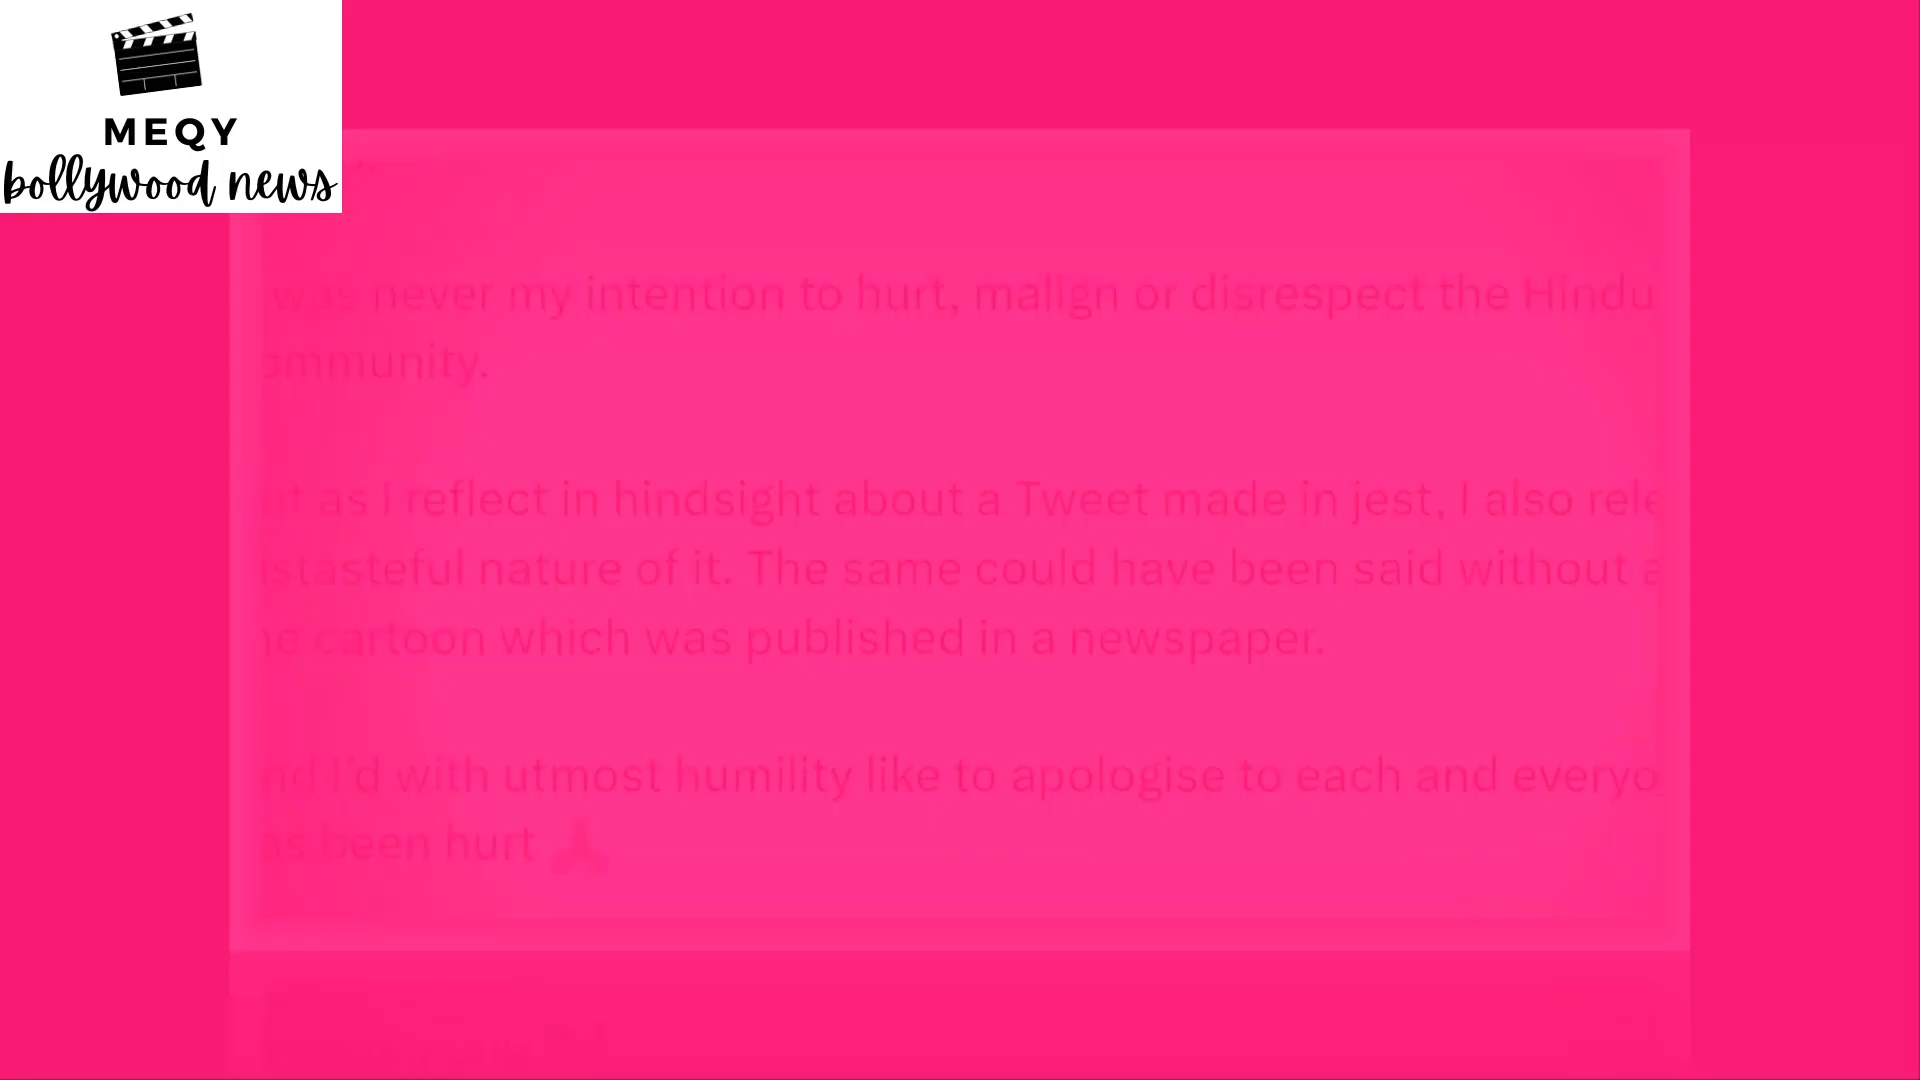 MEQY
bollywood news
was never my intention to hurt, malign or disrespect the Hindu
ommunity.
ut as I reflect in hindsight about a Tweet made in jest, I also rele
istasteful nature of it. The same could have been said without a
he cartoon which was published in a newspaper.
nd I'd with utmost humility like to apologise to each and everyo
as been hurt